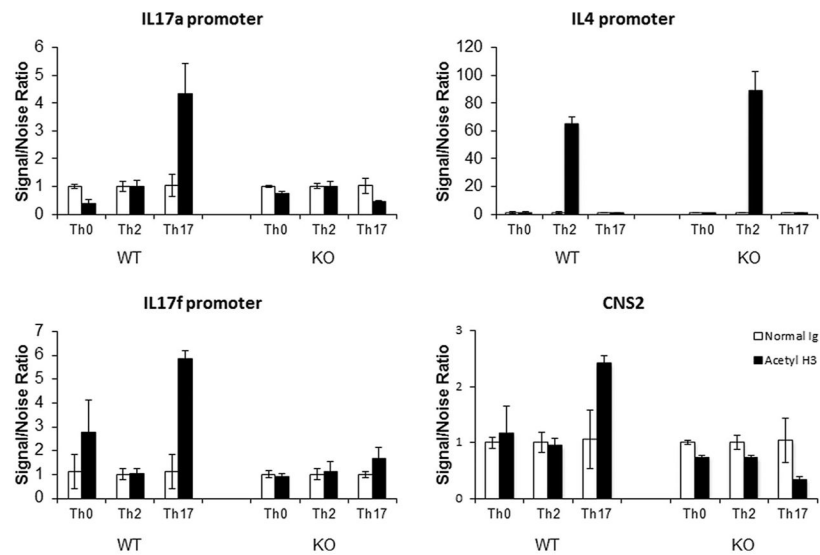 IL17a promoter
Signal/Noise Ratio
6
5
4
3
2
1
0
Th0 Th2 Th17 Th0 Th2 Th17
WT KO
IL4 promoter
Signal/Noise Ratio
120
100
80
60
40
20
0
Th0 Th2 Th17 Th0 Th2 Th17
WT KO
IL17f promoter
Signal/Noise Ratio
7
6
5
4
3
2
1
0
Th0 Th2 Th17 Th0 Th2 Th17
WT KO
CNS2
Signal/Noise Ratio
3
2
1
0
Normal Ig
Acetyl H3
Th0 Th2 Th17 Th0 Th2 Th17
WT KO